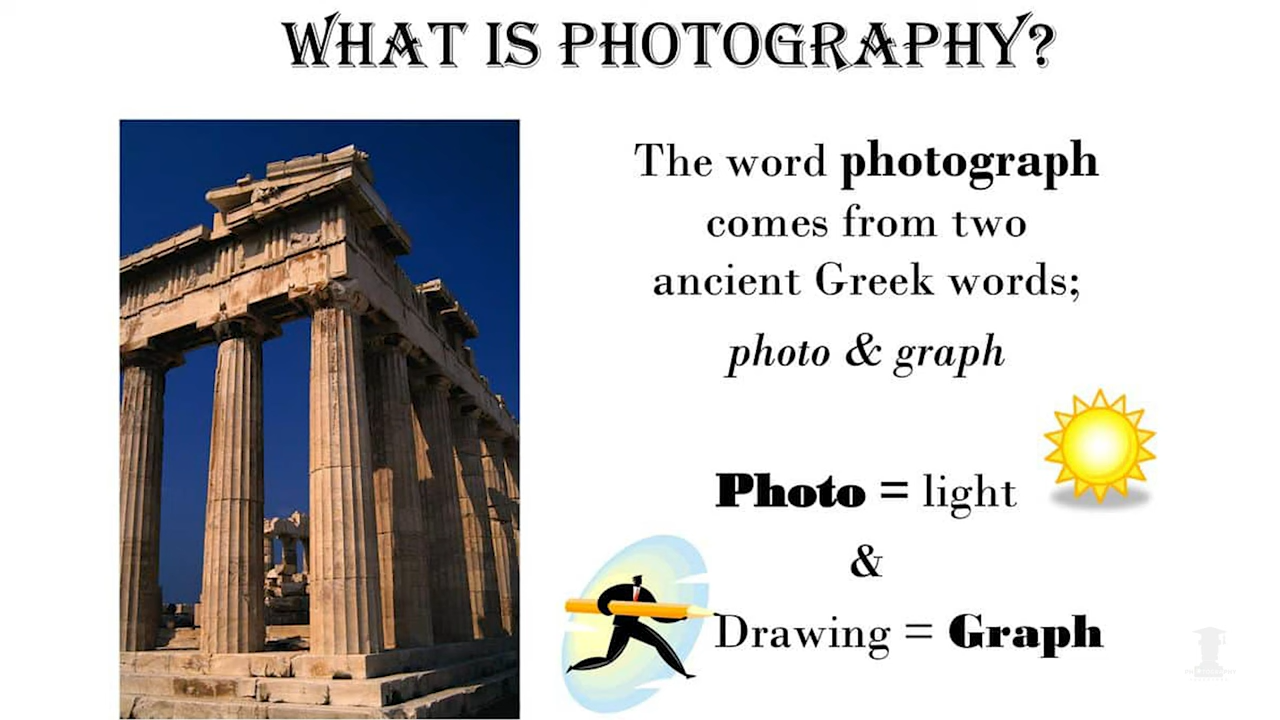 WHAT IS PHOTOGRAPHY?
The word photograph
comes from two
ancient Greek words;
photo & graph
Photo = light
&
Drawing = Graph